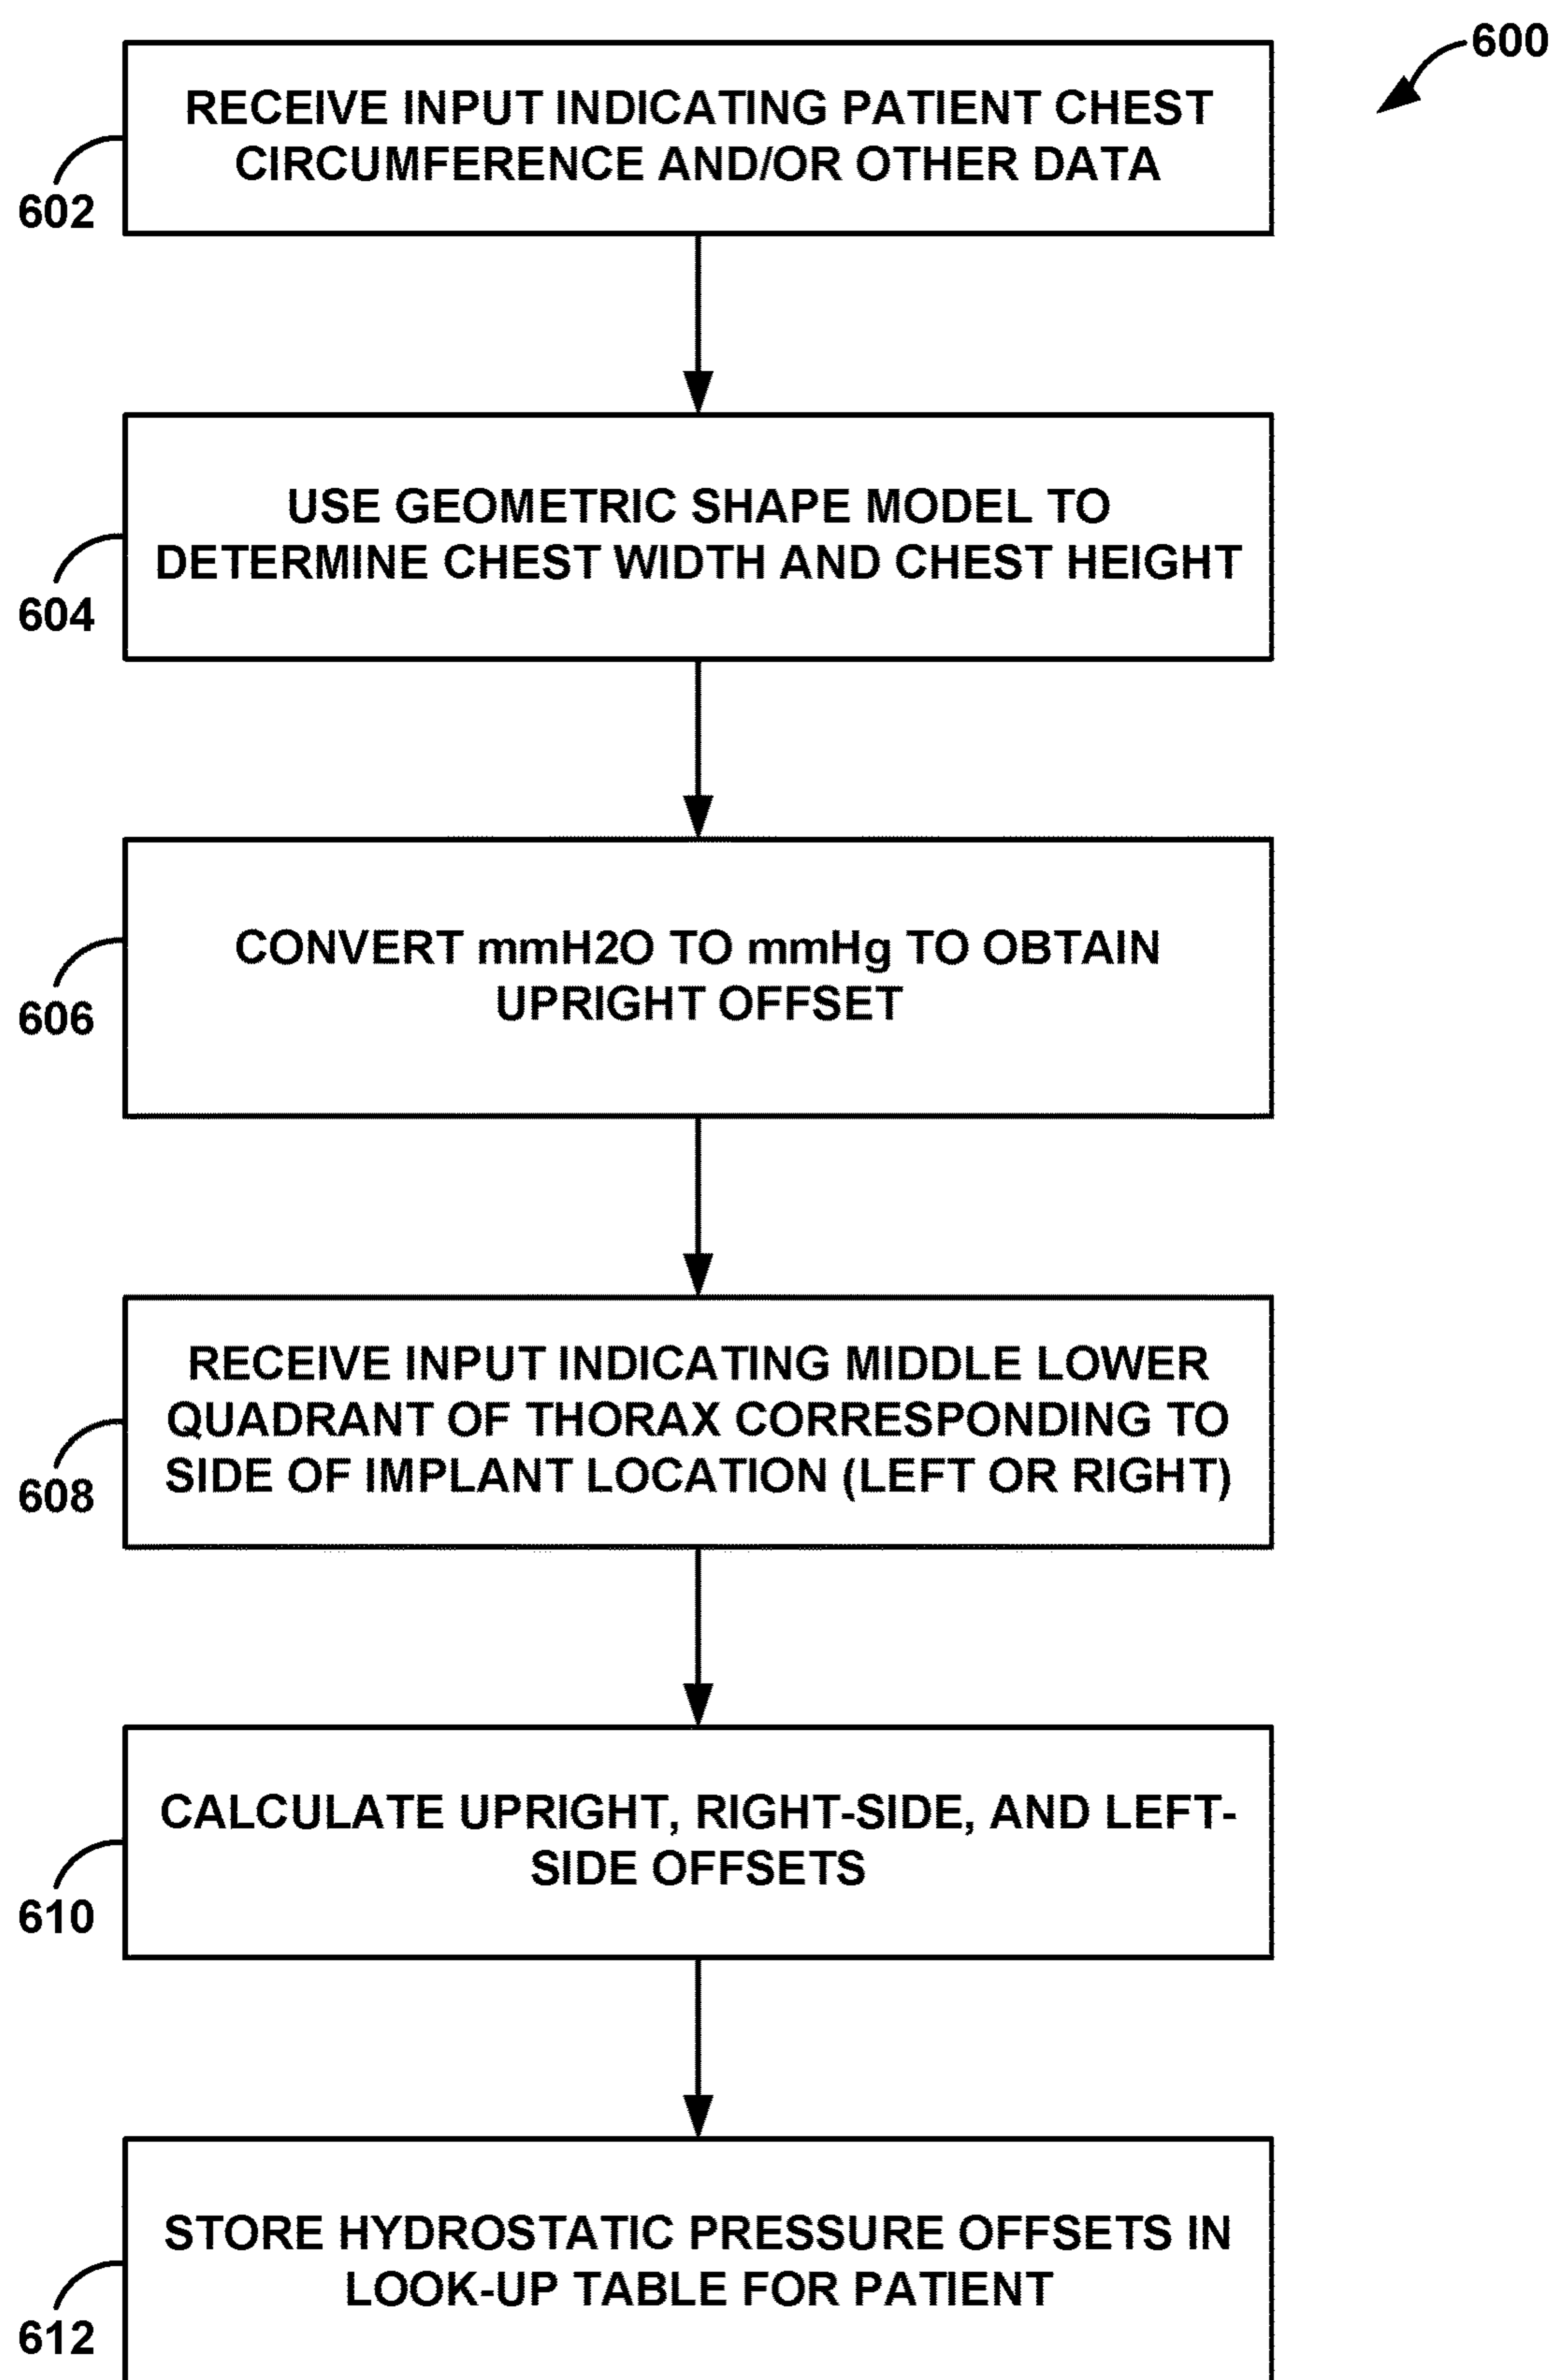 600
RECEIVE INPUT INDICATING PATIENT CHEST
CIRCUMFERENCE AND/OR OTHER DATA
602
USE GEOMETRIC SHAPE MODEL TO
DETERMINE CHEST WIDTH AND CHEST HEIGHT
604
CONVERT mmH2O TO mmHg TO OBTAIN
UPRIGHT OFFSET
606
RECEIVE INPUT INDICATING MIDDLE LOWER
QUADRANT OF THORAX CORRESPONDING TO
SIDE OF IMPLANT LOCATION (LEFT OR RIGHT)
608
CALCULATE UPRIGHT, RIGHT-SIDE, AND LEFT-
SIDE OFFSETS
610
STORE HYDROSTATIC PRESSURE OFFSETS IN
LOOK-UP TABLE FOR PATIENT
612